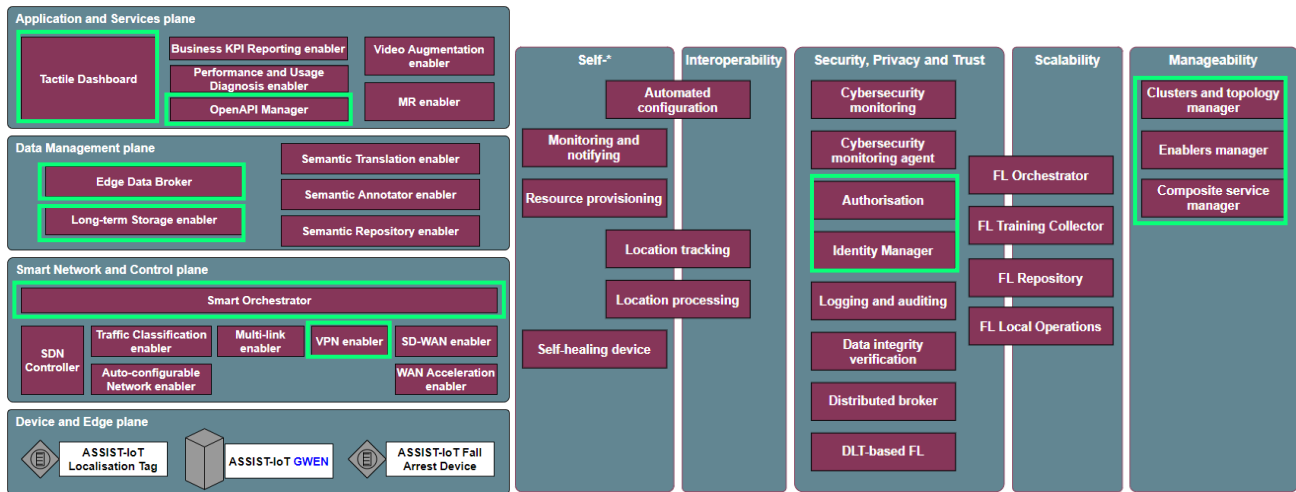 Application and Services plane
Tactile Dashboard
Business KPI Reporting enabler
Performance and Usage
Diagnosis enabler
OpenAPI Manager
Video Augmentation
enabler
MR enabler
Data Management plane
Edge Data Broker
Long-term Storage enabler
Semantic Translation enabler
Semantic Annotator enabler
Semantic Repository enabler
Smart Network and Control plane
Smart Orchestrator
SDN
Controller
Traffic Classification
enabler
Auto-configurable
Network enabler
Multi-link
enabler
VPN enabler
SD-WAN enabler
WAN Acceleration
enabler
Device and Edge plane
ASSIST-IoT
Localisation Tag
ASSIST-IoT GWEN
ASSIST-IoT Fall
Arrest Device
Self-*
Interoperability
Automated
configuration
Monitoring and
notifying
Resource provisioning
Location tracking
Location processing
Self-healing device
Security, Privacy and Trust
Cybersecurity
monitoring
Cybersecurity
monitoring agent
Authorisation
Identity Manager
Logging and auditing
Data integrity
verification
Distributed broker
DLT-based FL
Scalability
FL Orchestrator
FL Training Collector
FL Repository
FL Local Operations
Manageability
Clusters and topology
manager
Enablers manager
Composite service
manager